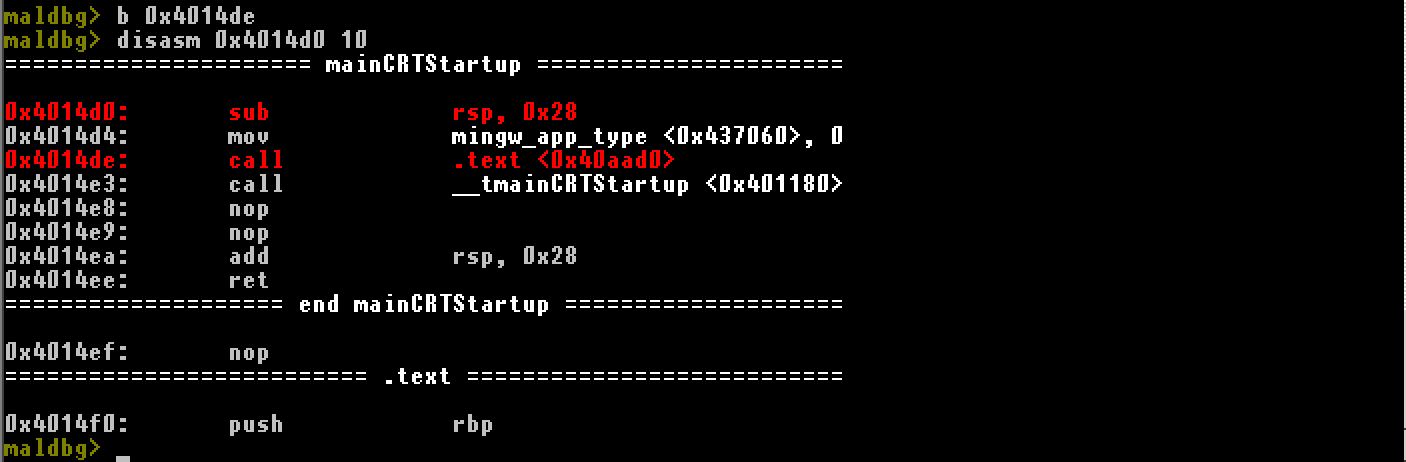 maldbg> b 0x4014de
maldbg> disasm 0x4014d0 10
======================= mainCRTStartup =======================
0x4014d0: sub rsp, 0x28
0x4014d4: mov mingw_app_type <0x437060>, 0
0x4014de: call .text <0x40aad0>
0x4014e3: call __tmainCRTStartup <0x401180>
0x4014e8: nop
0x4014e9: nop
0x4014ea: add rsp, 0x28
0x4014ee: ret
===================== end mainCRTStartup =====================
0x4014ef: nop
=========================== .text ============================
0x4014f0: push rbp
maldbg> _